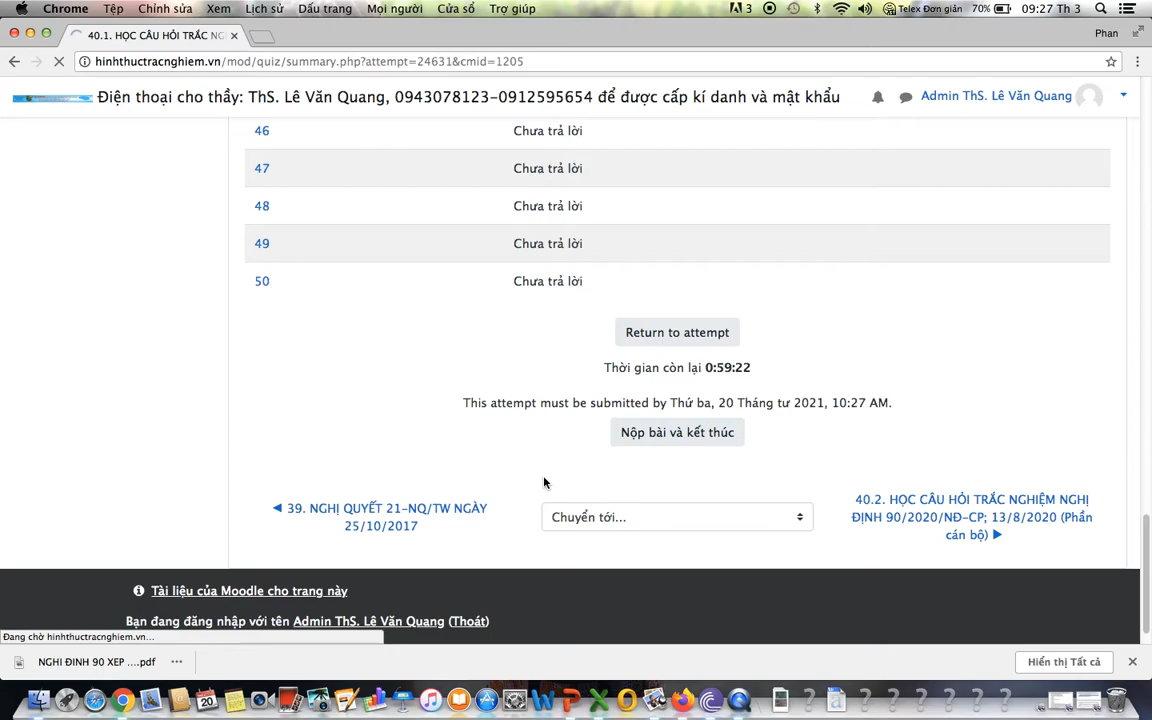 Chrome Tệp Chỉnh sửa Xem Lịch sử Dấu trang Mọi người Cửa sổ Trợ giúp 3 Telex Đơn giản 70% 09:27 Th 3
40.1. HỌC CÂU HỎI TRẮC NG Phan
hinhthuctracnghiem.vn/mod/quiz/summary.php?attempt=24631&cmid=1205
Điện thoại cho thầy: ThS. Lê Văn Quang, 0943078123-0912595654 để được cấp kí danh và mật khẩu Admin ThS. Lê Văn Quang
46 Chưa trả lời
47 Chưa trả lời
48 Chưa trả lời
49 Chưa trả lời
50 Chưa trả lời
Return to attempt
Thời gian còn lại 0:59:22
This attempt must be submitted by Thứ ba, 20 Tháng tư 2021, 10:27 AM.
Nộp bài và kết thúc
◀ 39. NGHỊ QUYẾT 21-NQ/TW NGÀY
25/10/2017
Chuyển tới...
40.2. HỌC CÂU HỎI TRẮC NGHIỆM NGHỊ
ĐỊNH 90/2020/NĐ-CP; 13/8/2020 (Phần
cán bộ) ▶
Tài liệu của Moodle cho trang này
Bạn đang đăng nhập với tên Admin ThS. Lê Văn Quang (Thoát)
Đang chờ hinhthuctracnghiem.vn...
NGHI ĐINH 90 XEP ....pdf Hiển thị Tất cả